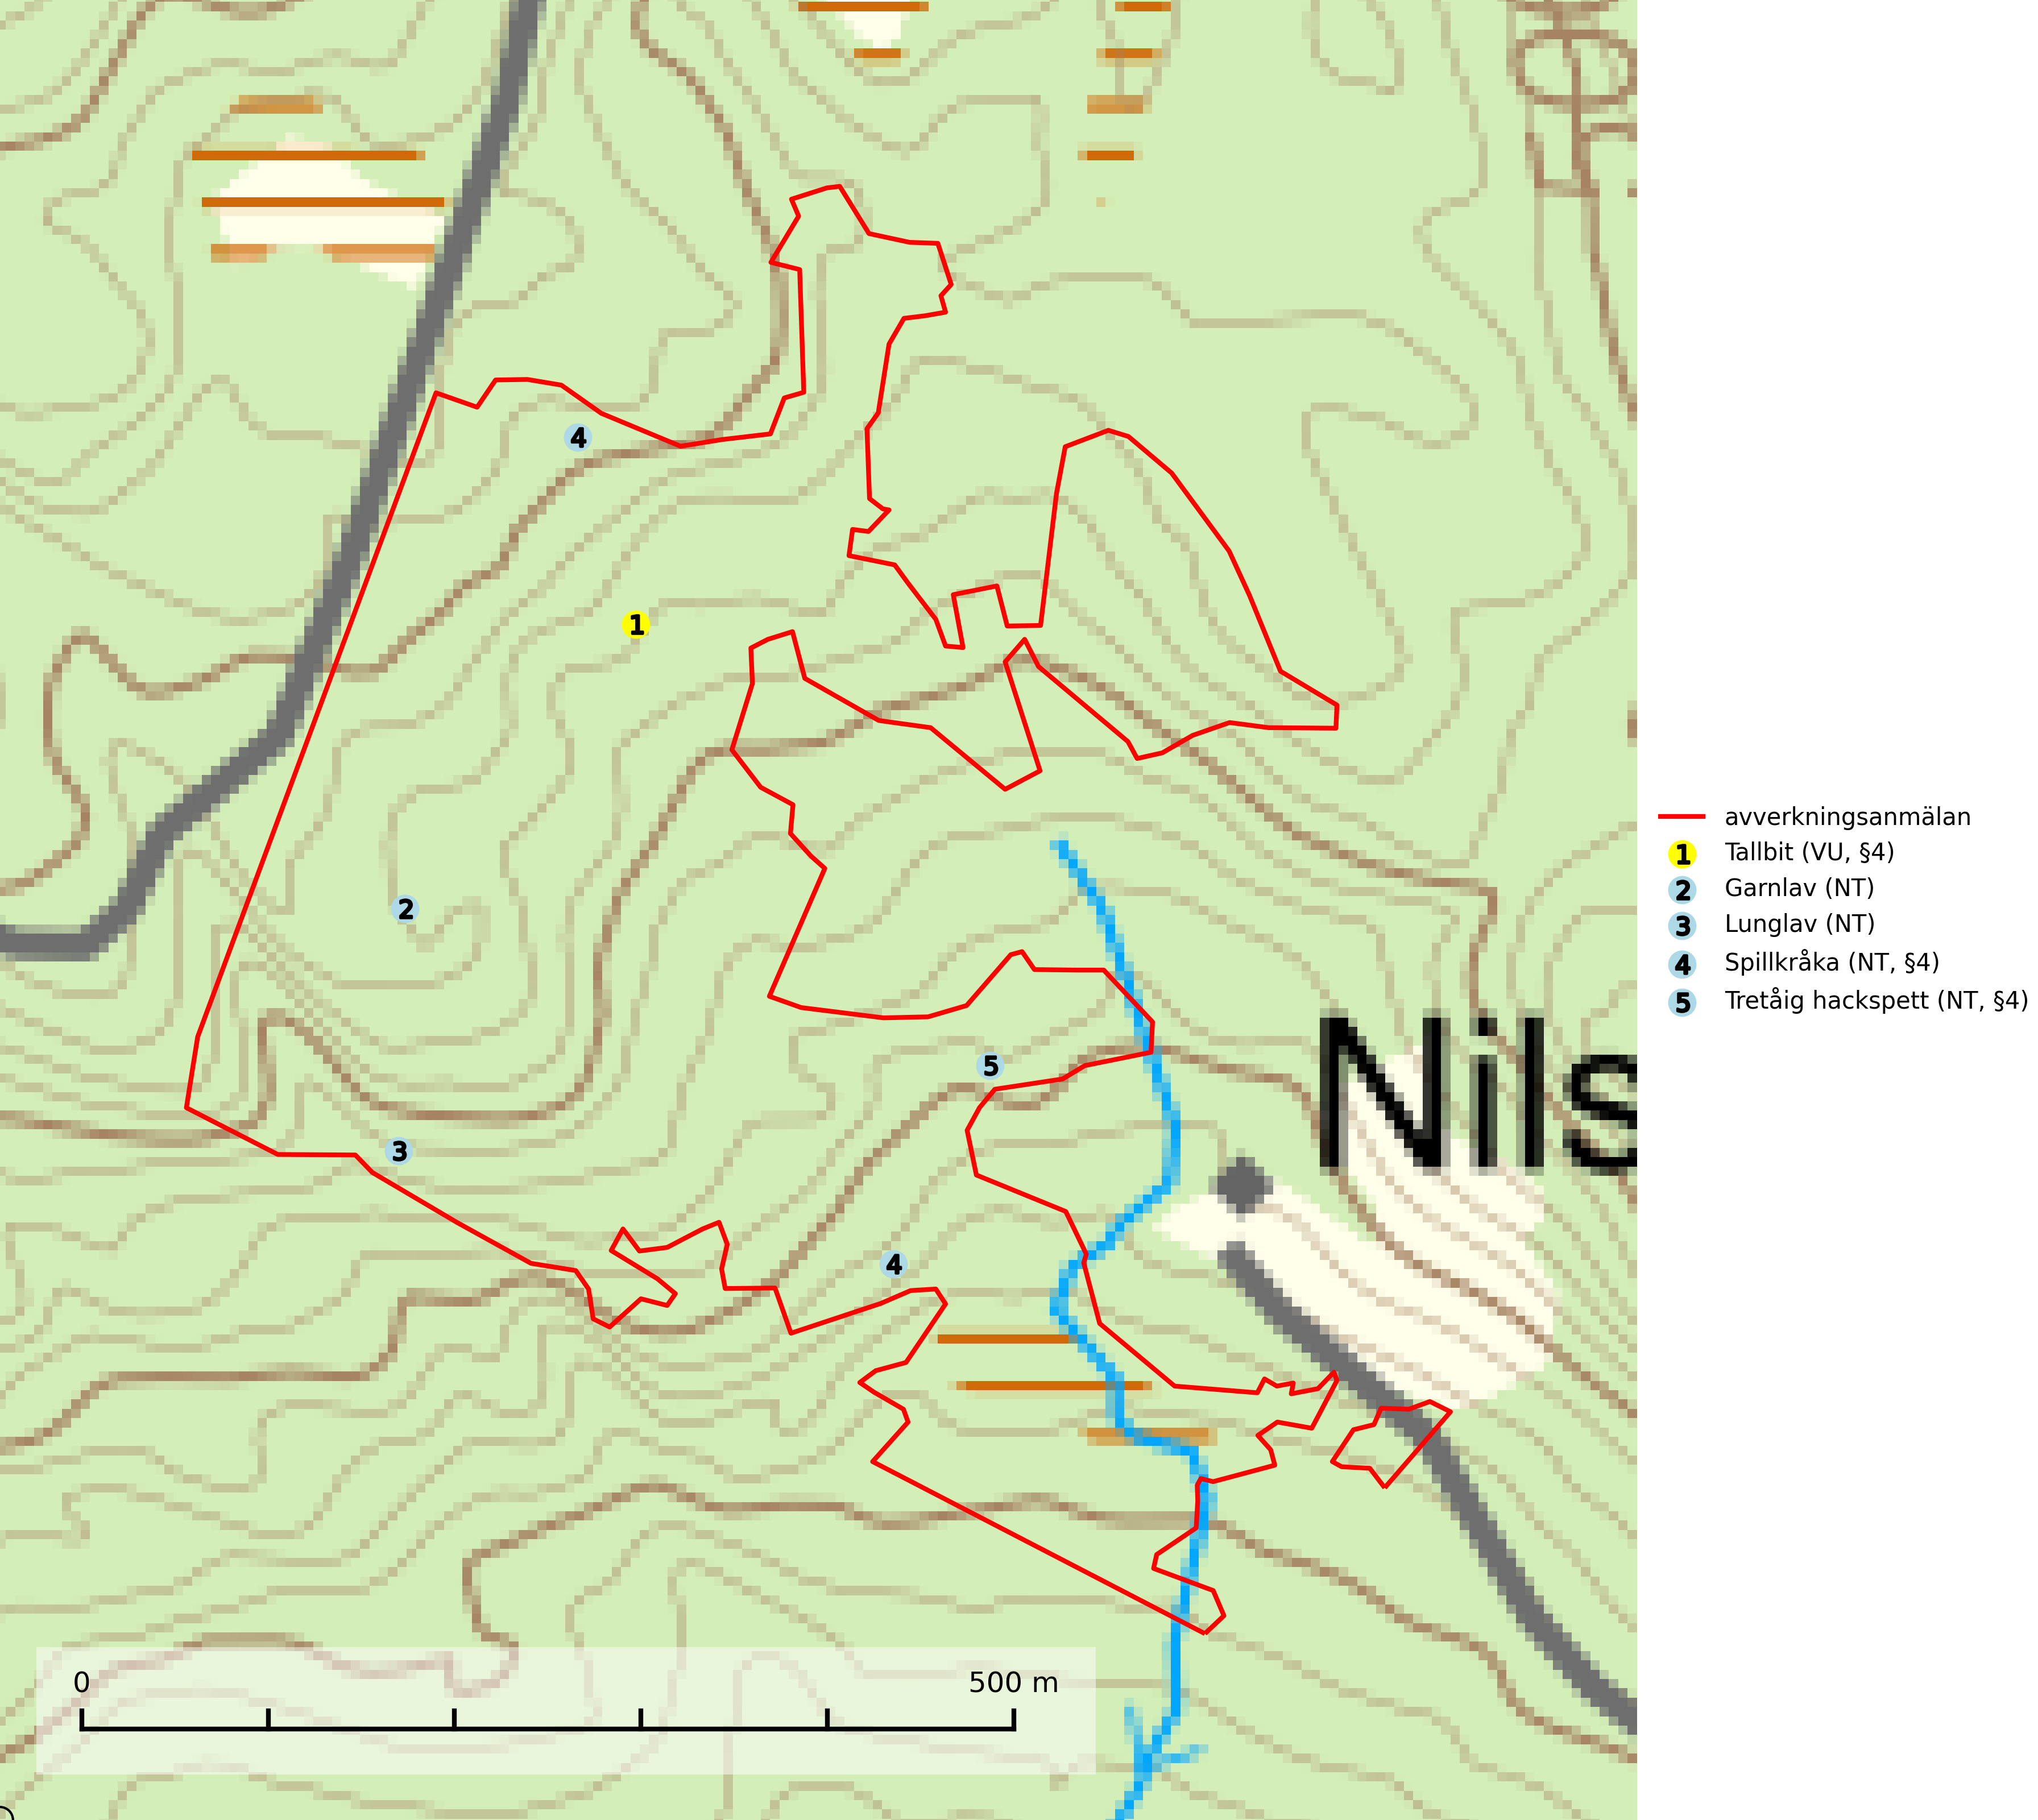 4
1
2
Nils
5
3
4
0 500 m
avverkningsanmälan
1 Tallbit (VU, §4)
2 Garnlav (NT)
3 Lunglav (NT)
4 Spillkråka (NT, §4)
5 Tretåig hackspett (NT, §4)